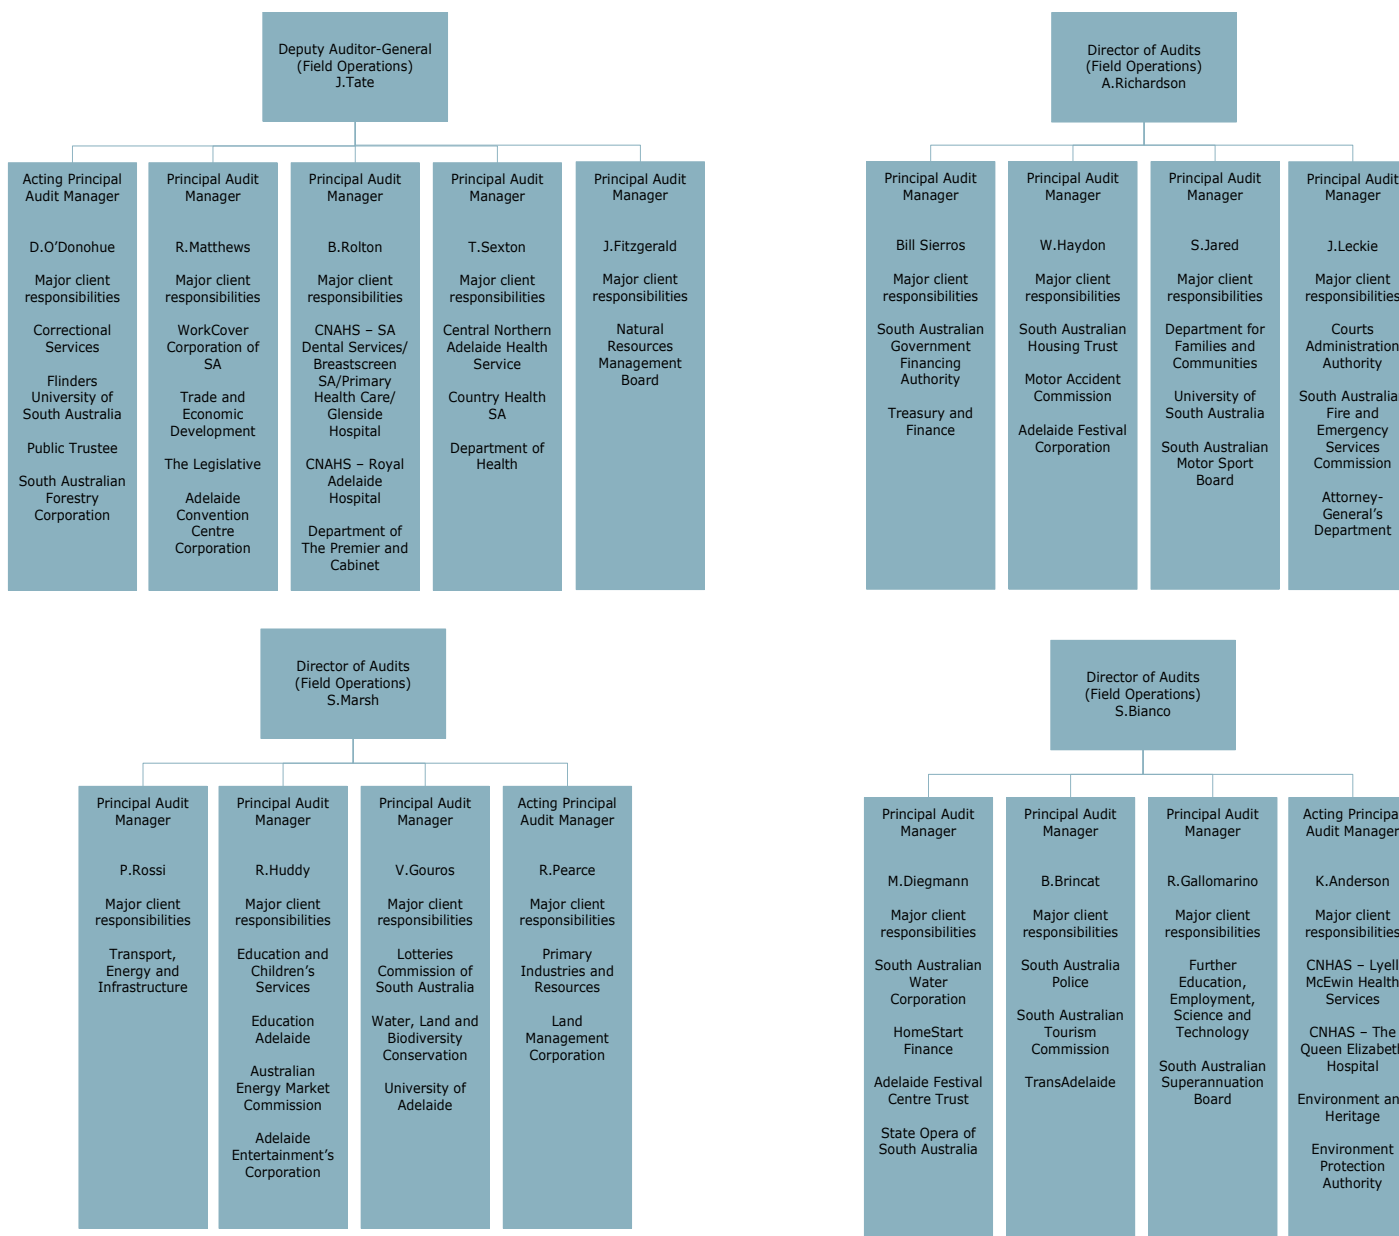 Deputy Auditor-General
(Field Operations)
J.Tate
Acting Principal
Audit Manager
D.O'Donohue
Major client
responsibilities
Correctional
Services
Flinders
University of
South Australia
Public Trustee
South Australian
Forestry
Corporation
Principal Audit
Manager
R.Matthews
Major client
responsibilities
WorkCover
Corporation of
SA
Trade and
Economic
Development
The Legislative
Adelaide
Convention
Centre
Corporation
Principal Audit
Manager
B.Rolton
Major client
responsibilities
CNAHS – SA
Dental Services/
Breastscreen
SA/Primary
Health Care/
Glenside
Hospital
CNAHS – Royal
Adelaide
Hospital
Department of
The Premier and
Cabinet
Principal Audit
Manager
T.Sexton
Major client
responsibilities
Central Northern
Adelaide Health
Service
Country Health
SA
Department of
Health
Principal Audit
Manager
J.Fitzgerald
Major client
responsibilities
Natural
Resources
Management
Board
Director of Audits
(Field Operations)
A.Richardson
Principal Audit
Manager
Bill Sierros
Major client
responsibilities
South Australian
Government
Financing
Authority
Treasury and
Finance
Principal Audit
Manager
W.Haydon
Major client
responsibilities
South Australian
Housing Trust
Motor Accident
Commission
Adelaide Festival
Corporation
Principal Audit
Manager
S.Jared
Major client
responsibilities
Department for
Families and
Communities
University of
South Australia
South Australian
Motor Sport
Board
Principal Audit
Manager
J.Leckie
Major client
responsibilities
Courts
Administration
Authority
South Australia
Fire and
Emergency
Services
Commission
Attorney-
General's
Department
Director of Audits
(Field Operations)
S.Marsh
Principal Audit
Manager
P.Rossi
Major client
responsibilities
Transport,
Energy and
Infrastructure
Principal Audit
Manager
R.Huddy
Major client
responsibilities
Education and
Children's
Services
Education
Adelaide
Australian
Energy Market
Commission
Adelaide
Entertainment's
Corporation
Principal Audit
Manager
V.Gouros
Major client
responsibilities
Lotteries
Commission of
South Australia
Water, Land and
Biodiversity
Conservation
University of
Adelaide
Acting Principal
Audit Manager
R.Pearce
Major client
responsibilities
Primary
Industries and
Resources
Land
Management
Corporation
Director of Audits
(Field Operations)
S.Bianco
Principal Audit
Manager
M.Diegmann
Major client
responsibilities
South Australian
Water
Corporation
HomeStart
Finance
Adelaide Festival
Centre Trust
State Opera of
South Australia
Principal Audit
Manager
B.Brincat
Major client
responsibilities
South Australia
Police
South Australian
Tourism
Commission
TransAdelaide
Principal Audit
Manager
R.Gallomarino
Major client
responsibilities
Further
Education,
Employment,
Science and
Technology
South Australian
Superannuation
Board
Acting Principa
Audit Manager
K.Anderson
Major client
responsibilities
CNHAS – Lyell
McEwin Health
Services
CNHAS – The
Queen Elizabeth
Hospital
Environment an
Heritage
Environment
Protection
Authority